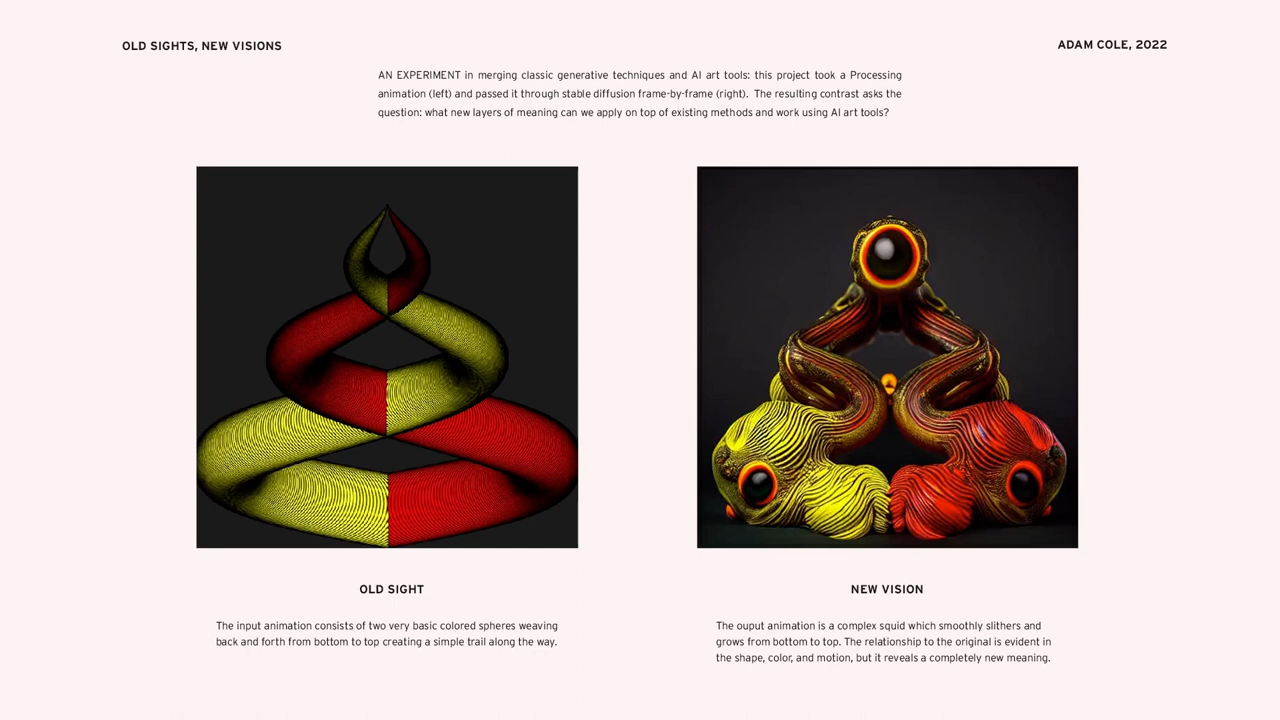 OLD SIGHTS, NEW VISIONS
ADAM COLE, 2022
AN EXPERIMENT in merging classic generative techniques and AI art tools: this project took a Processing
animation (left) and passed it through stable diffusion frame-by-frame (right). The resulting contrast asks the
question: what new layers of meaning can we apply on top of existing methods and work using AI art tools?
OLD SIGHT
The input animation consists of two very basic colored spheres weaving
back and forth from bottom to top creating a simple trail along the way.
NEW VISION
The ouput animation is a complex squid which smoothly slithers and
grows from bottom to top. The relationship to the original is evident in
the shape, color, and motion, but it reveals a completely new meaning.